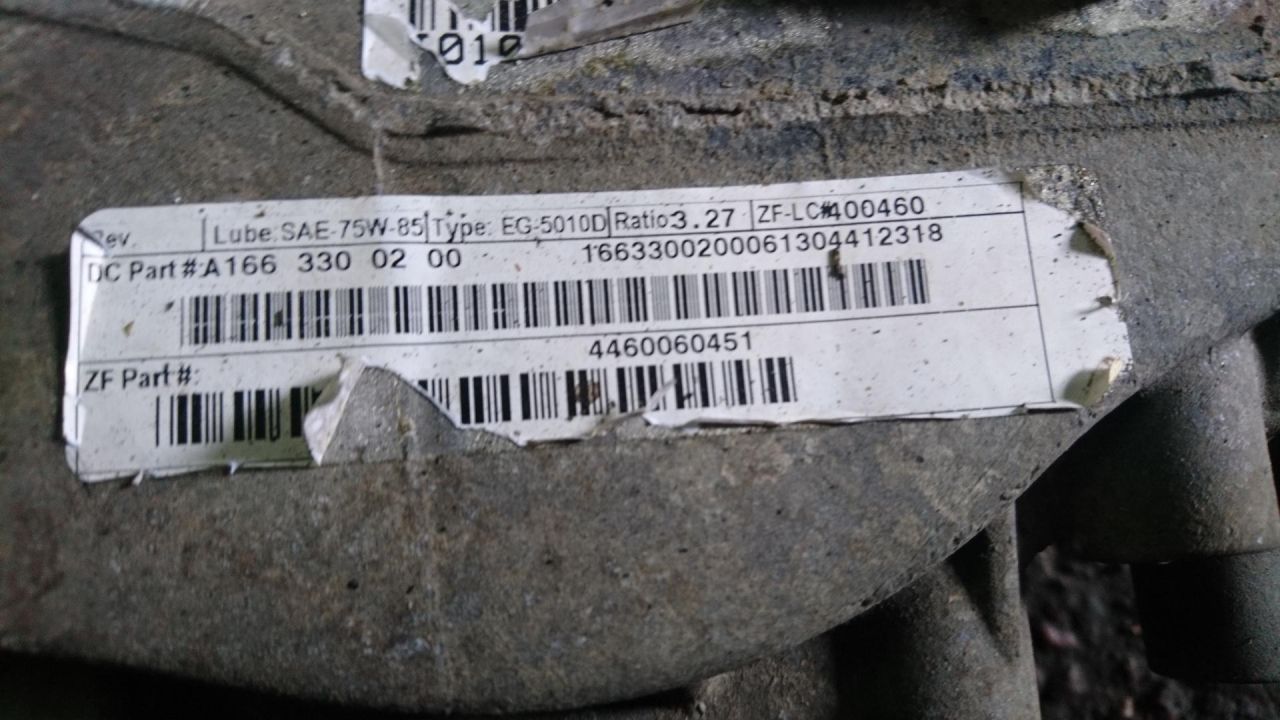 010
Rev. Lube: SAE-75W-85 Type: EG-5010D Ratio 3.27 ZF-LC#400460
DC Part #: A166 330 02 00 1663300200061304412318
4460060451
ZF Part #: